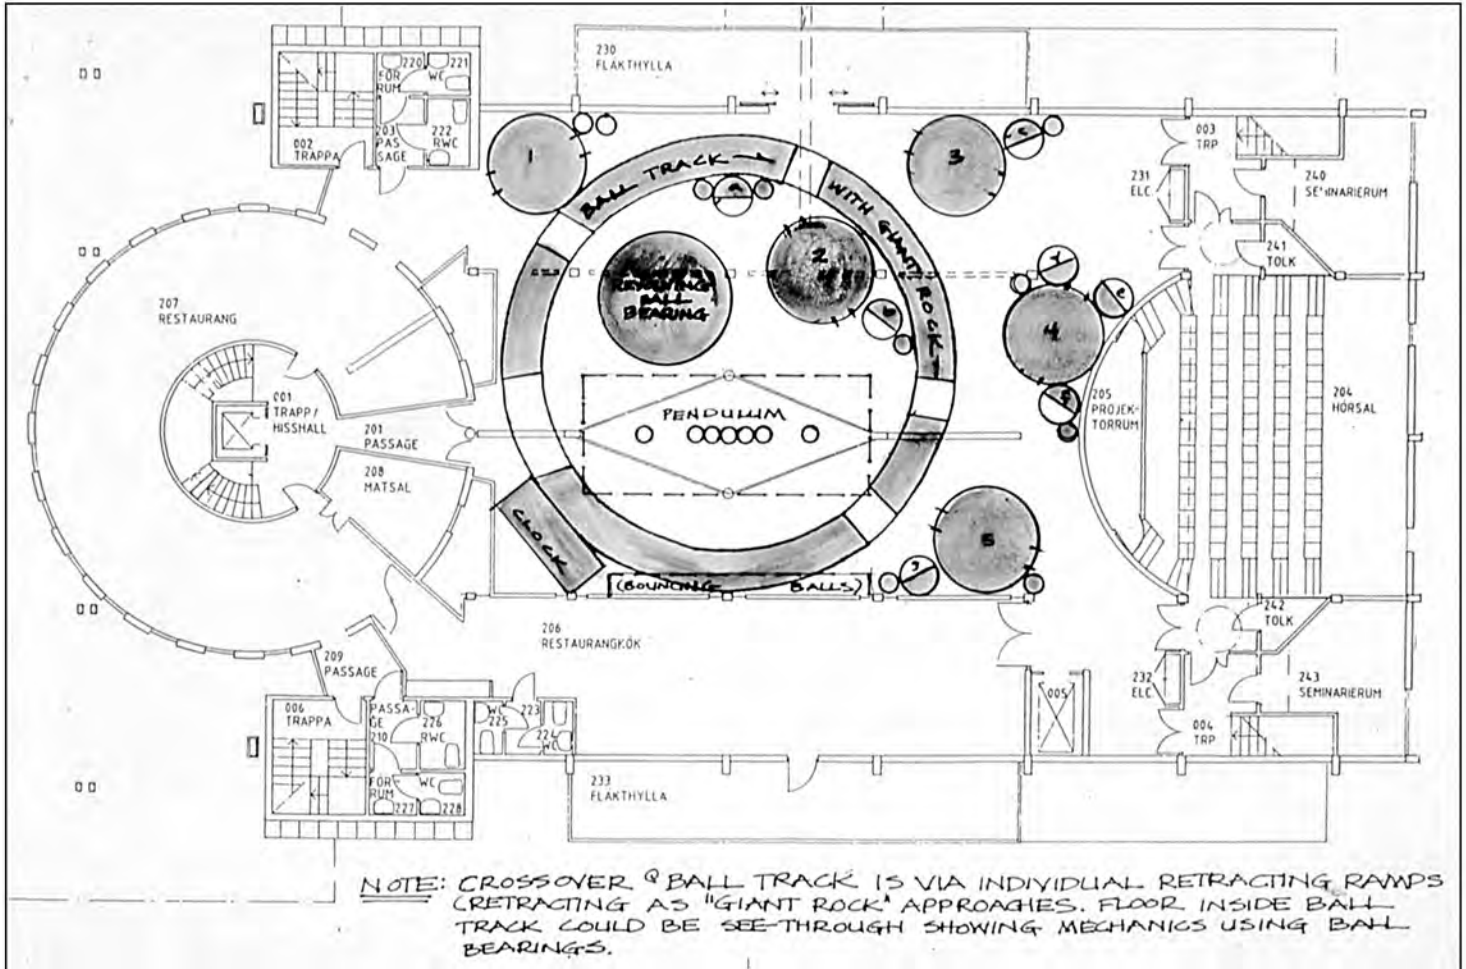 230
FLÄKTHYLLA
220
221
FÖR
RUM
WC
203
PAS
SAGE
222
RWC
002
TRAPPA
1
BALL TRACK
a
WITH GIANT ROCK
2
b
3
c
003
TRP
231
ELC.
240
SEMINARIERUM
241
TOLK
207
RESTAURANG
REVOLVING
BALL
BEARING
d
e
4
f
001
TRAPP/
HISSHALL
201
PASSAGE
208
MATSAL
PENDULUM
205
PROJEK-
TORRUM
204
HÖRSAL
CLOCK
5
g
(BOUNCING BALLS)
206
RESTAURANGKÖK
209
PASSAGE
242
TOLK
232
ELC.
243
SEMINARIERUM
005
004
TRP
006
TRAPPA
PASSA-
GE
210
226
RWC
WC
225
223
224
WC
FÖR
RUM
WC
227
228
233
FLÄKTHYLLA
NOTE: CROSSOVER @ BALL TRACK IS VIA INDIVIDUAL RETRACTING RAMPS
(RETRACTING AS "GIANT ROCK" APPROACHES. FLOOR INSIDE BALL
TRACK COULD BE SEE-THROUGH SHOWING MECHANICS USING BALL
BEARINGS.